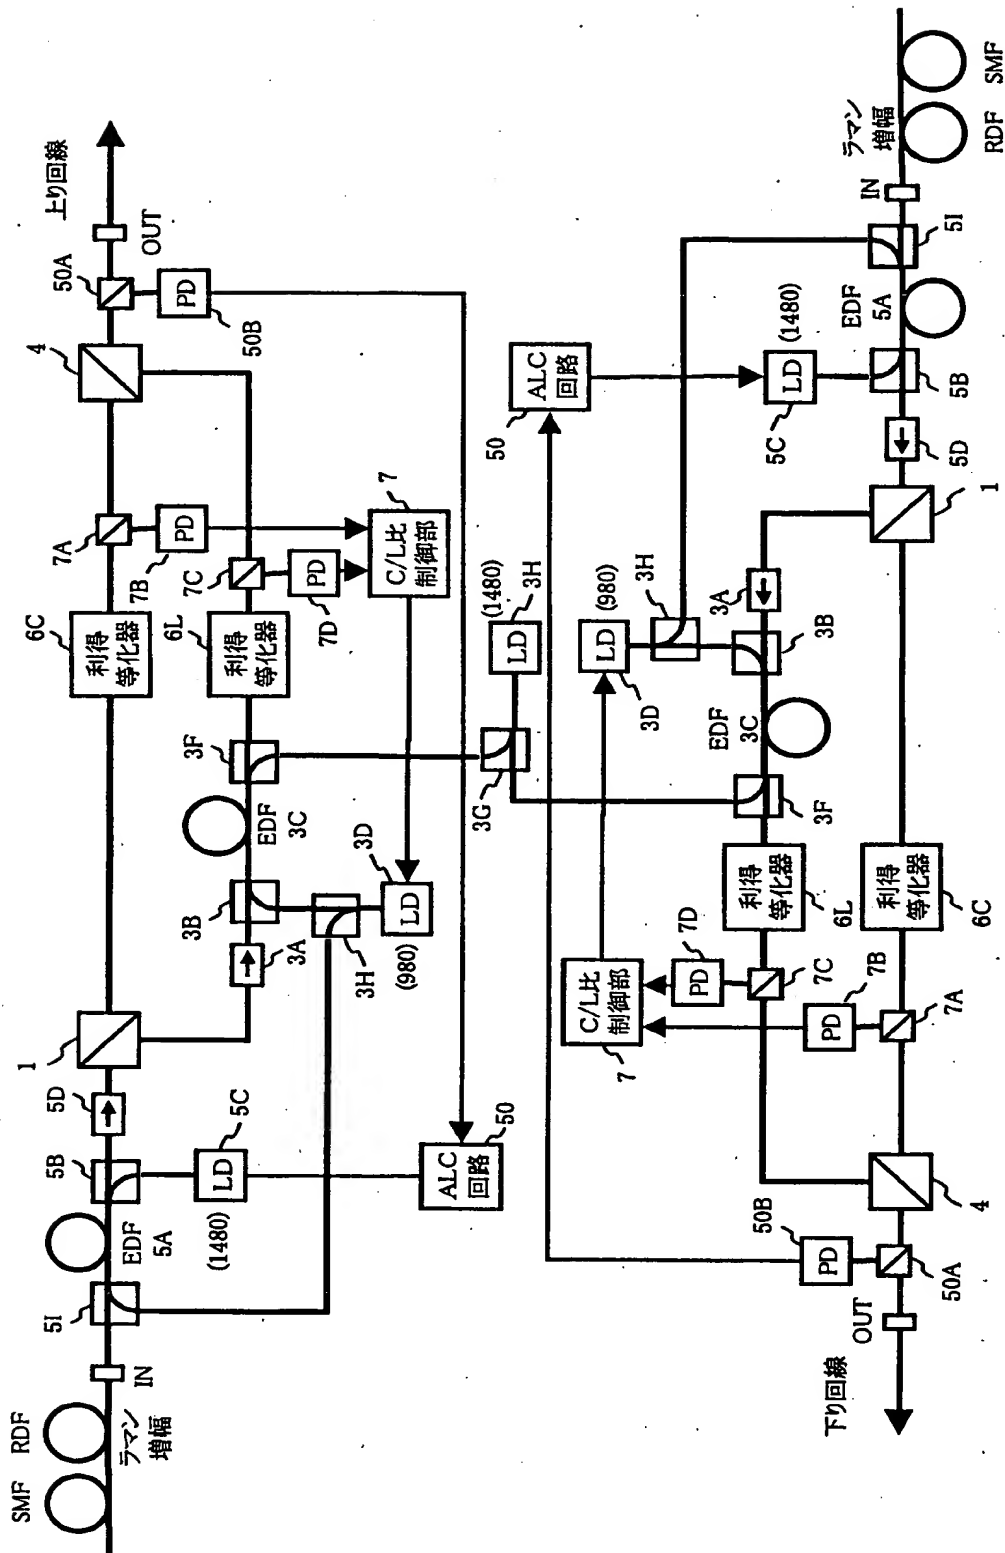 SMF
RDF
ラマン
増幅
IN
5I
EDF
5A
5B
(1480)
LD
5C
5D
1
ALC
回路
50
3A
3B
3H
(980)
LD
3D
EDF
3C
3F
6C
利得
等化器
6L
利得
等化器
7A
PD
7B
7C
PD
7D
C/L比
制御部
7
4
50A
PD
50B
OUT
上り回線
3G
LD
3H
(1480)
SMF
RDF
ラマン
増幅
IN
5I
EDF
5A
5B
(1480)
LD
5C
5D
1
ALC
回路
50
3A
3B
3H
(980)
LD
3D
EDF
3C
3F
利得
等化器
6L
利得
等化器
6C
7A
PD
7B
7C
PD
7D
C/L比
制御部
7
4
50A
PD
50B
OUT
下り回線